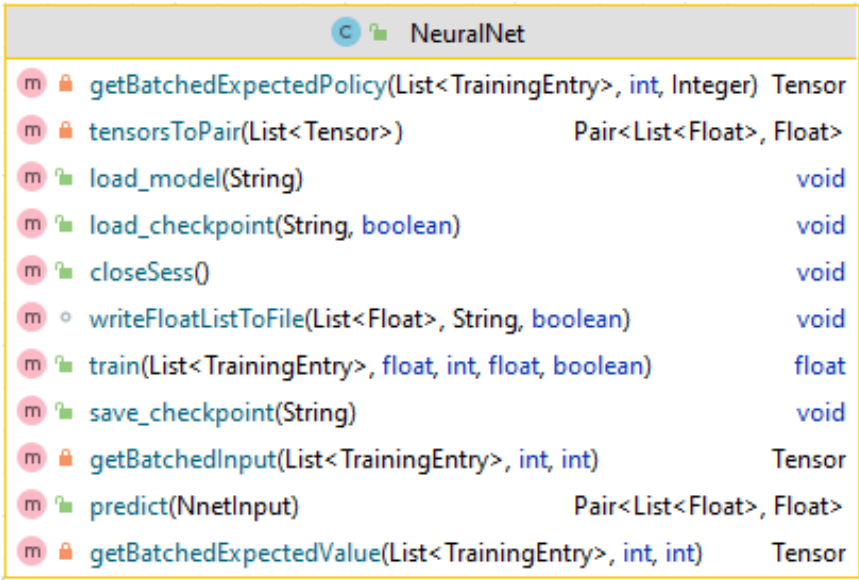 C NeuralNet
m getBatchedExpectedPolicy(List<TrainingEntry>, int, Integer) Tensor
m tensorsToPair(List<Tensor>) Pair<List<Float>, Float>
m load_model(String) void
m load_checkpoint(String, boolean) void
m closeSess() void
m writeFloatListToFile(List<Float>, String, boolean) void
m train(List<TrainingEntry>, float, int, float, boolean) float
m save_checkpoint(String) void
m getBatchedInput(List<TrainingEntry>, int, int) Tensor
m predict(NnetInput) Pair<List<Float>, Float>
m getBatchedExpectedValue(List<TrainingEntry>, int, int) Tensor